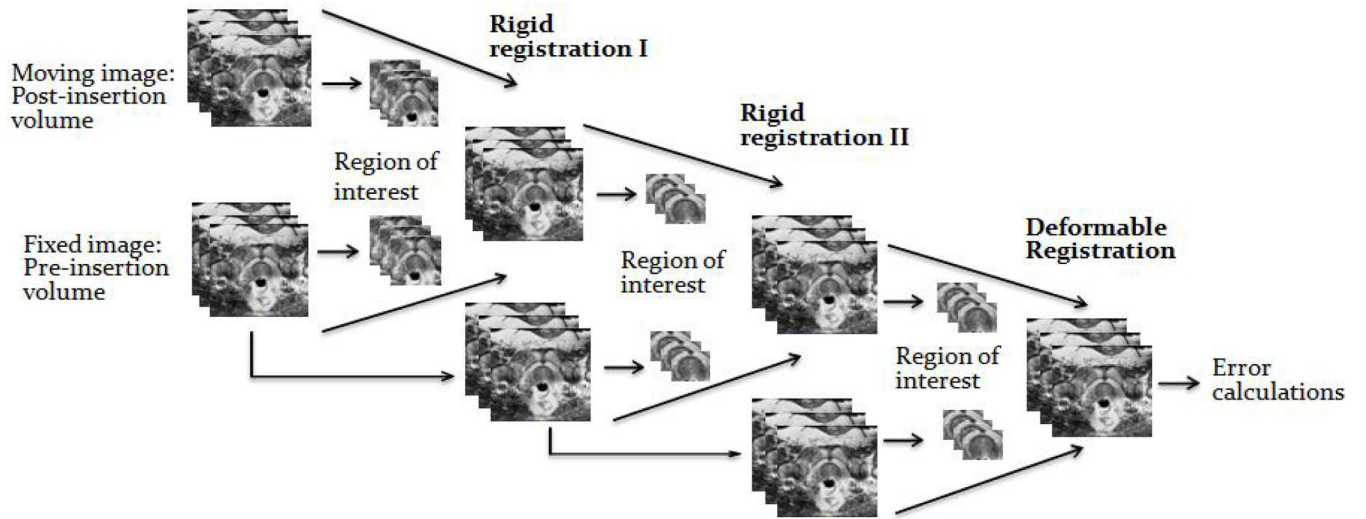 Rigid
registration I
Moving image:
Post-insertion
volume
Rigid
registration II
Region of
interest
Fixed image:
Pre-insertion
volume
Deformable
Registration
Region of
interest
Region of
interest
Error
calculations